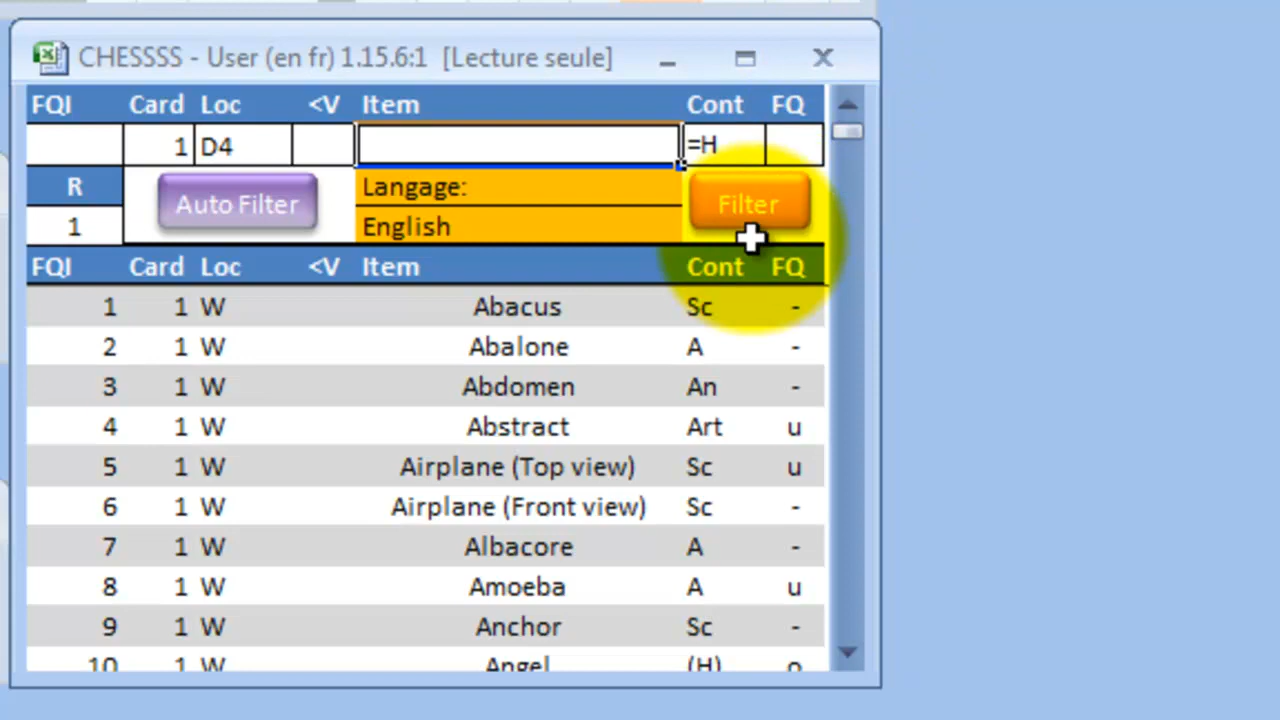 CHESSSS - User (en fr) 1.15.6:1 [Lecture seule]
FQI Card Loc <V Item Cont FQ
1 D4 =H
R Auto Filter Langage: Filter
1 English
FQI Card Loc <V Item Cont FQ
1 1 W Abacus Sc -
2 1 W Abalone A -
3 1 W Abdomen An -
4 1 W Abstract Art u
5 1 W Airplane (Top view) Sc u
6 1 W Airplane (Front view) Sc -
7 1 W Albacore A -
8 1 W Amoeba A u
9 1 W Anchor Sc -
10 1 W Angel (H) o